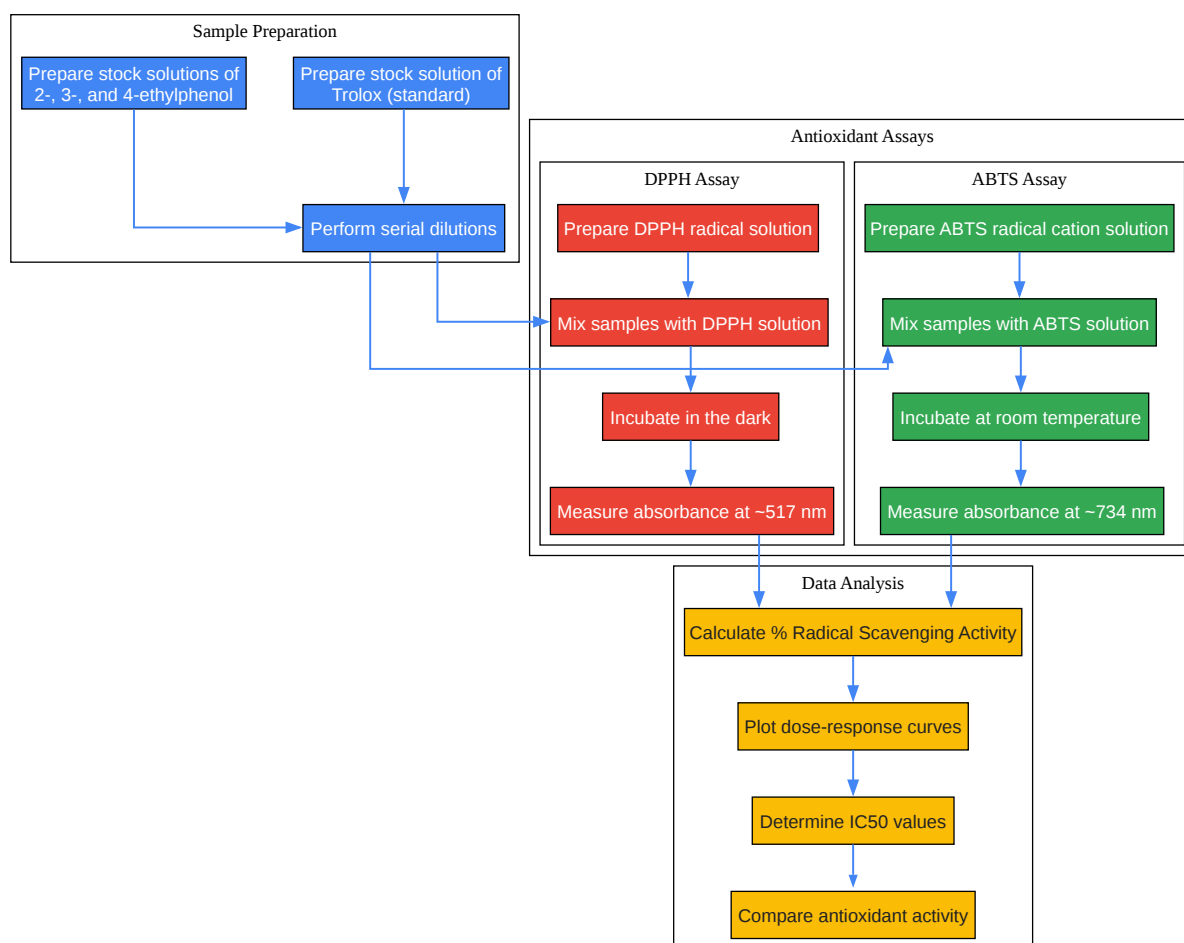 Sample Preparation
Prepare stock solutions of
2-, 3-, and 4-ethylphenol
Prepare stock solution of
Trolox (standard)
Perform serial dilutions
Antioxidant Assays
DPPH Assay
Prepare DPPH radical solution
Mix samples with DPPH solution
Incubate in the dark
Measure absorbance at ~517 nm
ABTS Assay
Prepare ABTS radical cation solution
Mix samples with ABTS solution
Incubate at room temperature
Measure absorbance at ~734 nm
Data Analysis
Calculate % Radical Scavenging Activity
Plot dose-response curves
Determine IC50 values
Compare antioxidant activity